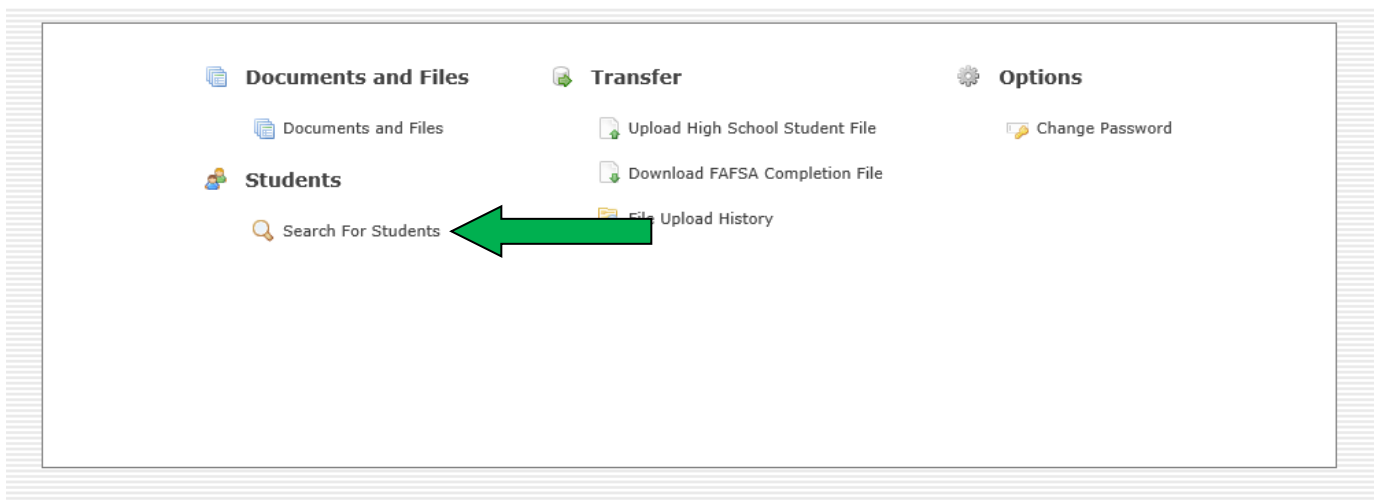 Documents and Files
Documents and Files
Students
Search For Students
Transfer
Upload High School Student File
Download FAFSA Completion File
File Upload History
Options
Change Password